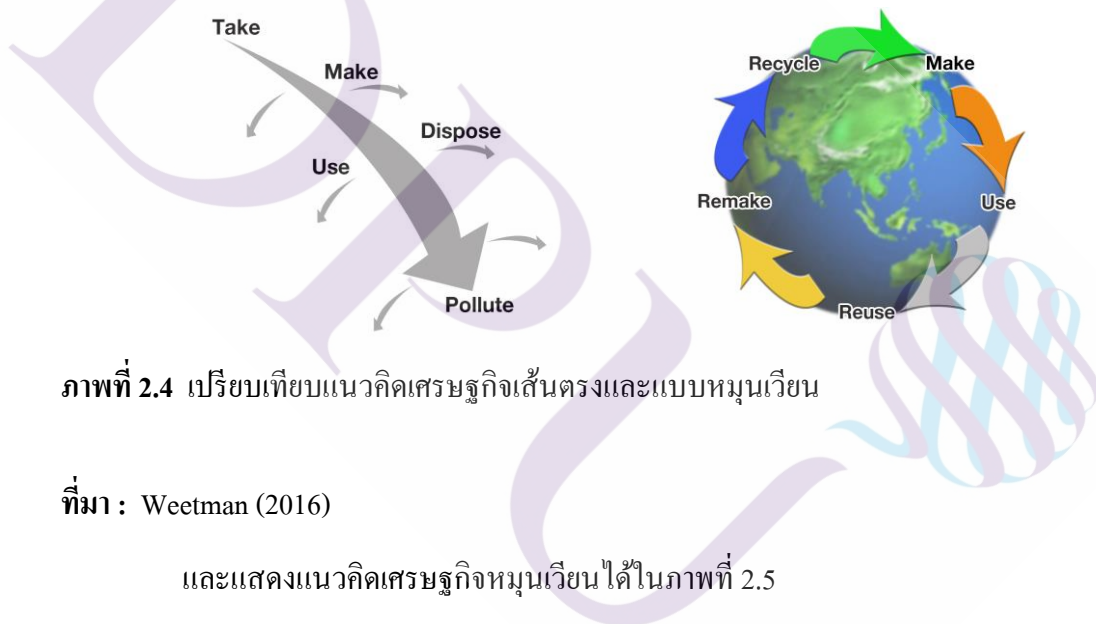 Take
Make
Dispose
Use
Pollute
Recycle
Make
Use
Reuse
Remake
ภาพที่ 2.4 เปรียบเทียบแนวคิดเศรษฐกิจเส้นตรงและแบบหมุนเวียน
ที่มา : Weetman (2016)
และแสดงแนวคิดเศรษฐกิจหมุนเวียนได้ในภาพที่ 2.5
DPU